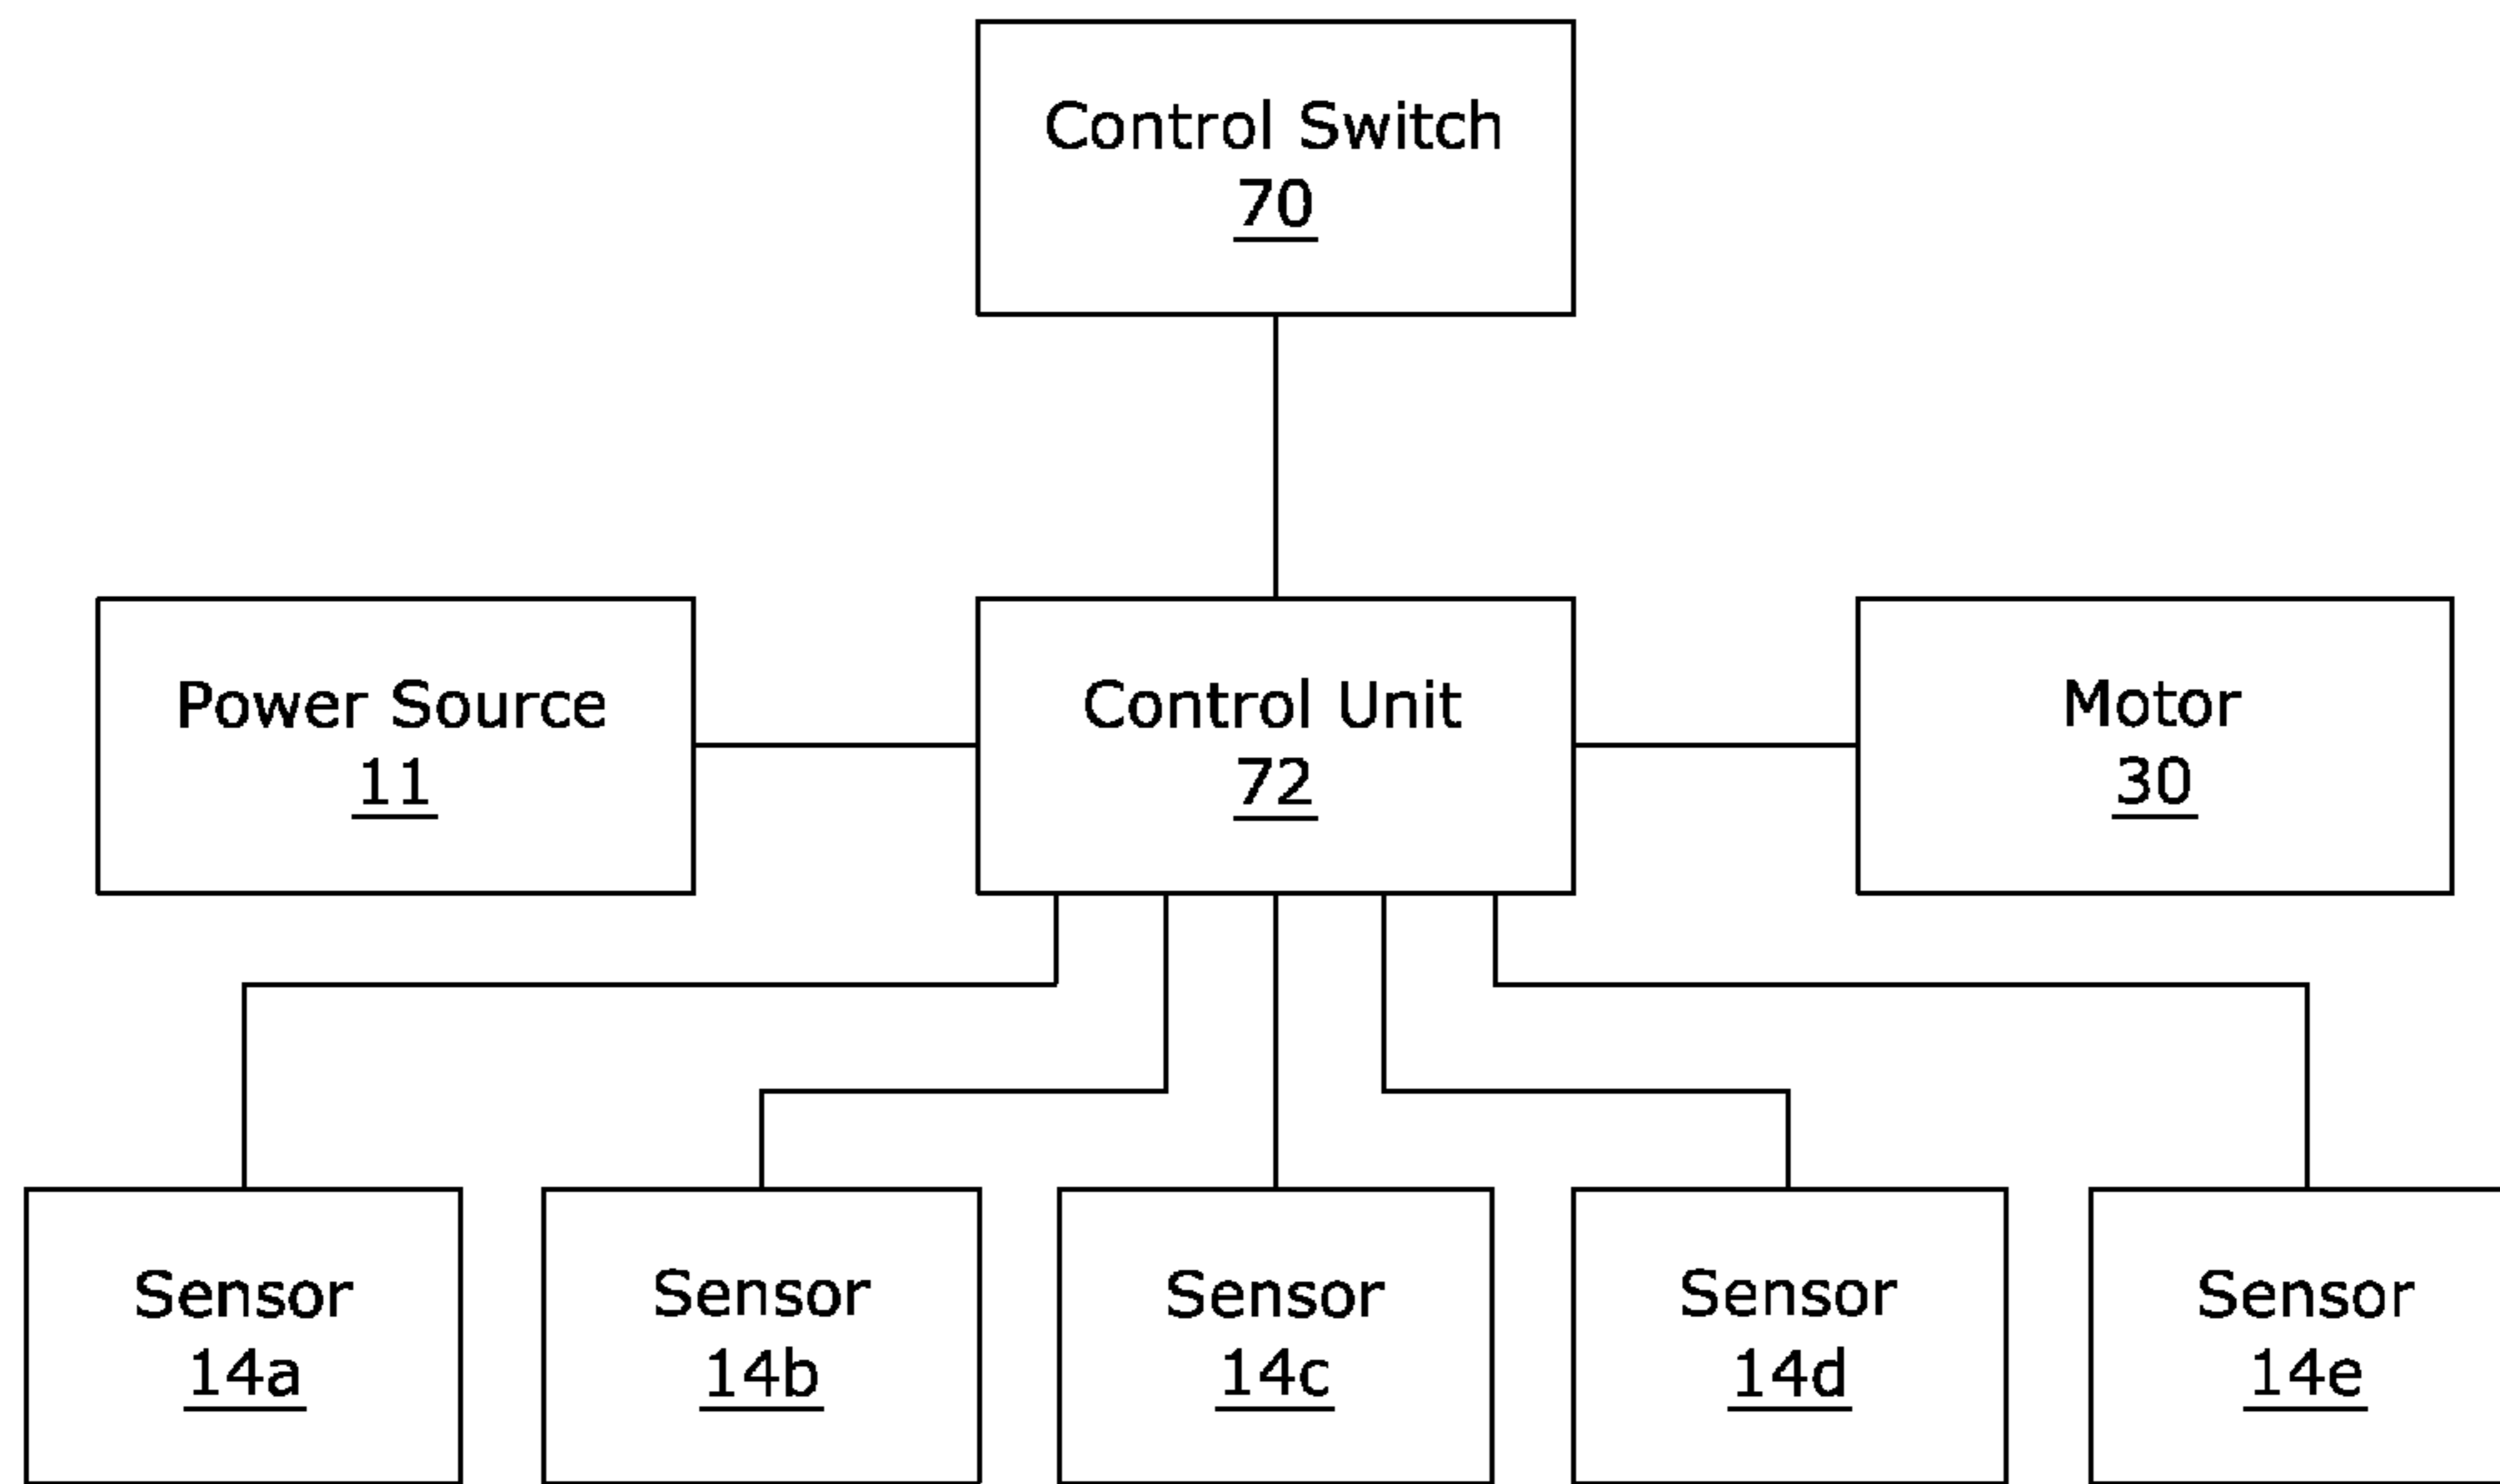 Control Switch
70
Power Source
11
Control Unit
72
Motor
30
Sensor
14a
Sensor
14b
Sensor
14c
Sensor
14d
Sensor
14e